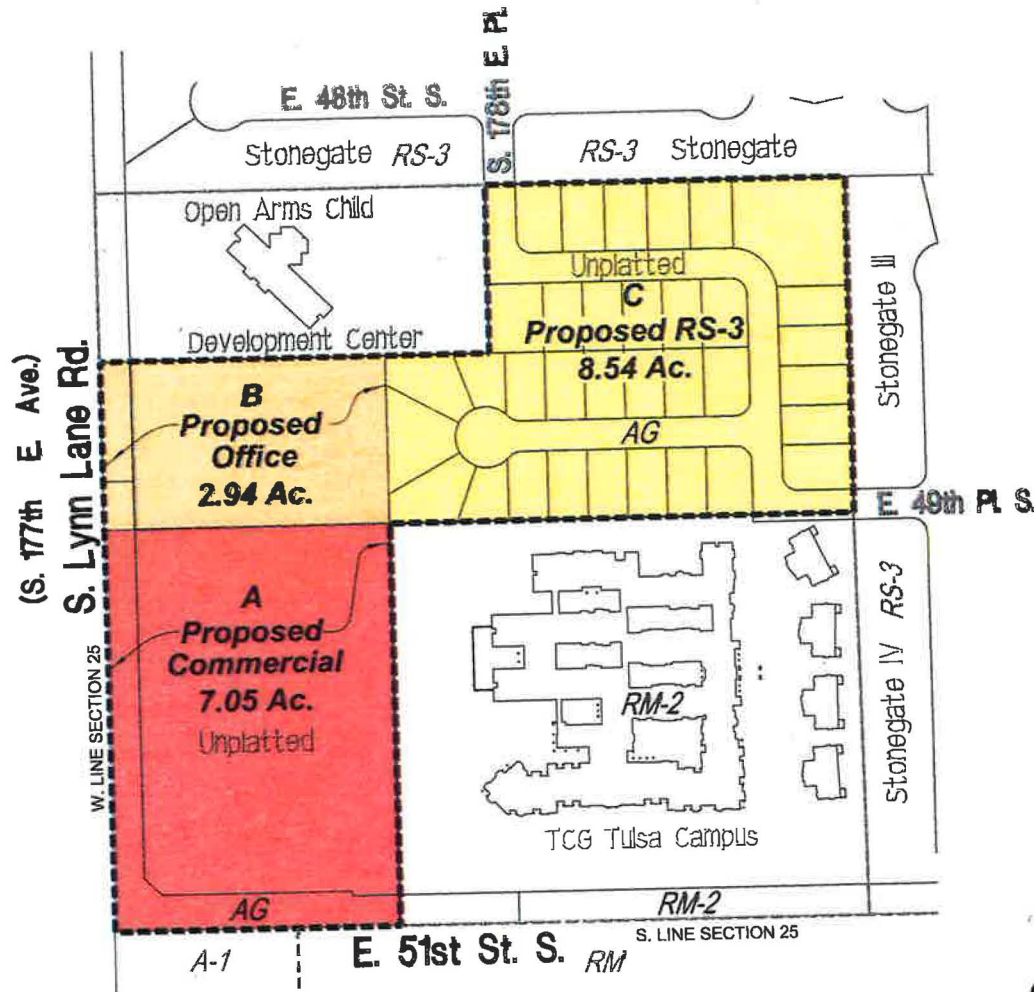 E. 48th St. S.
S. 178th E. Pl.
Stonegate RS-3
RS-3 Stonegate
Open Arms Child
Development Center
Unplatted
C
Proposed RS-3
8.54 Ac.
AG
Stonegate III
B
Proposed
Office
2.94 Ac.
(S. 177th E Ave.)
S. Lynn Lane Rd.
E. 49th Pl. S.
A
Proposed
Commercial
7.05 Ac.
Unplatted
W. LINE SECTION 25
RM-2
TCG Tulsa Campus
Stonegate IV RS-3
AG
RM-2
S. LINE SECTION 25
A-1
E. 51st St. S.
RM